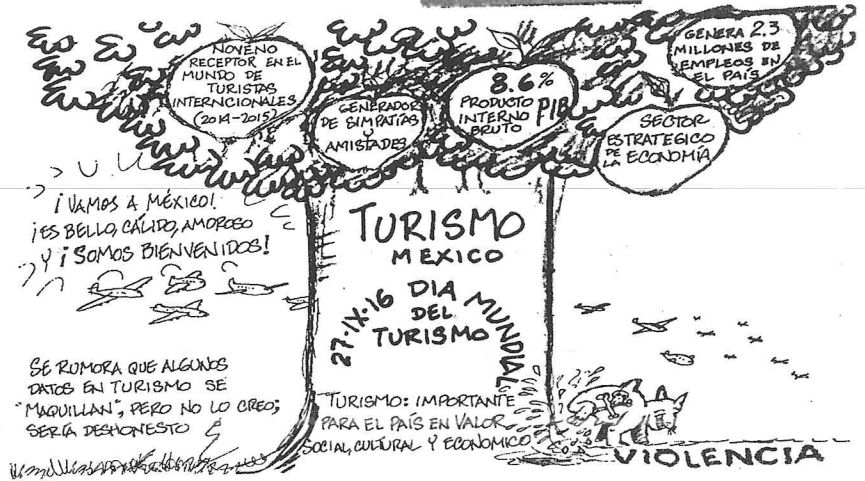 NOVENO
RECEPTOR EN EL
MUNDO DE
TURISTAS
INTERNCIONALES
(2014-2015)
GENERADOR
DE SIMPATÍAS
Y
AMISTADES
8.6%
PRODUCTO
INTERNO
BRUTO
PIB
GENERA 2.3
MILLONES DE
EMPLEOS EN
EL PAÍS
SECTOR
ESTRATEGICO
DE
LA ECONOMÍA
¡VAMOS A MÉXICO!
¡ES BELLO, CÁLIDO, AMOROSO
Y ¡SOMOS BIENVENIDOS!
TURISMO
MEXICO
27·IX·16 DIA MUNDIAL
DEL
TURISMO
SE RUMORA QUE ALGUNOS
DATOS EN TURISMO SE
"MAQUILLAN", PERO NO LO CREO;
SERÍA DESHONESTO
TURISMO: IMPORTANTE
PARA EL PAÍS EN VALOR
SOCIAL, CULTURAL Y ECONOMICO
VIOLENCIA